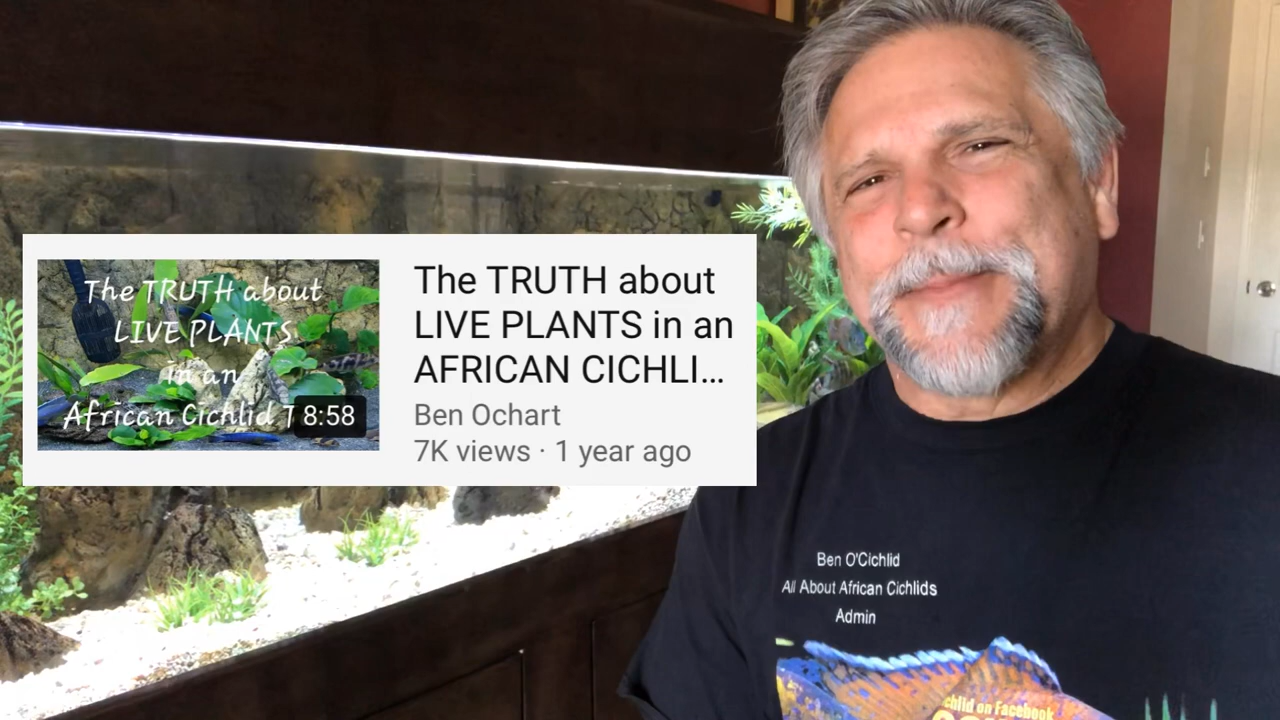 The TRUTH about
LIVE PLANTS
in an
African Cichlid T
8:58
The TRUTH about
LIVE PLANTS in an
AFRICAN CICHLI...
Ben Ochart
7K views · 1 year ago
Ben O'Cichlid
All About African Cichlids
Admin
chlid on Facebook